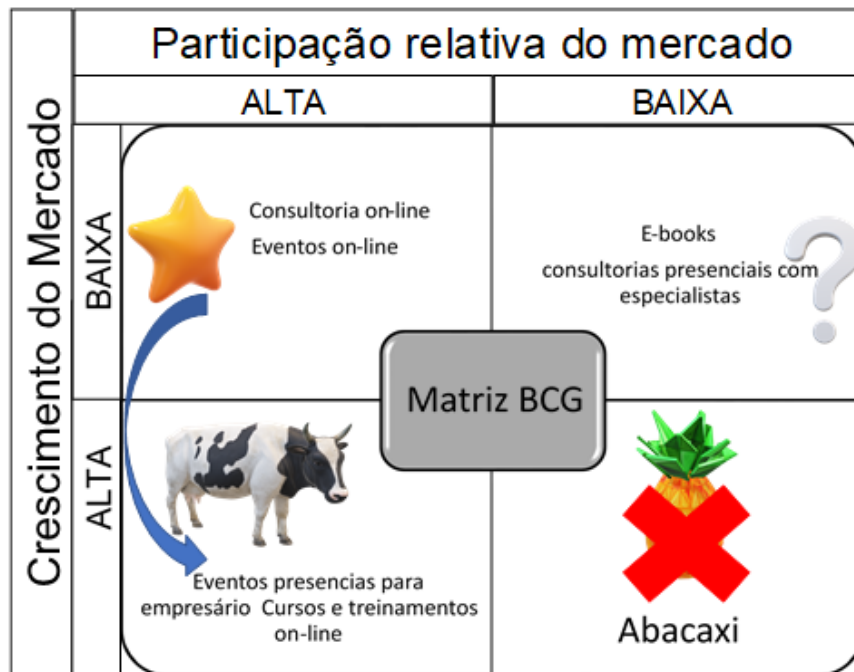 Participação relativa do mercado
ALTA
BAIXA
Crescimento do Mercado
BAIXA
Consultoria on-line
Eventos on-line
E-books
consultorias presenciais com
especialistas
?
Matriz BCG
ALTA
Eventos presencias para
empresário Cursos e treinamentos
on-line
Abacaxi